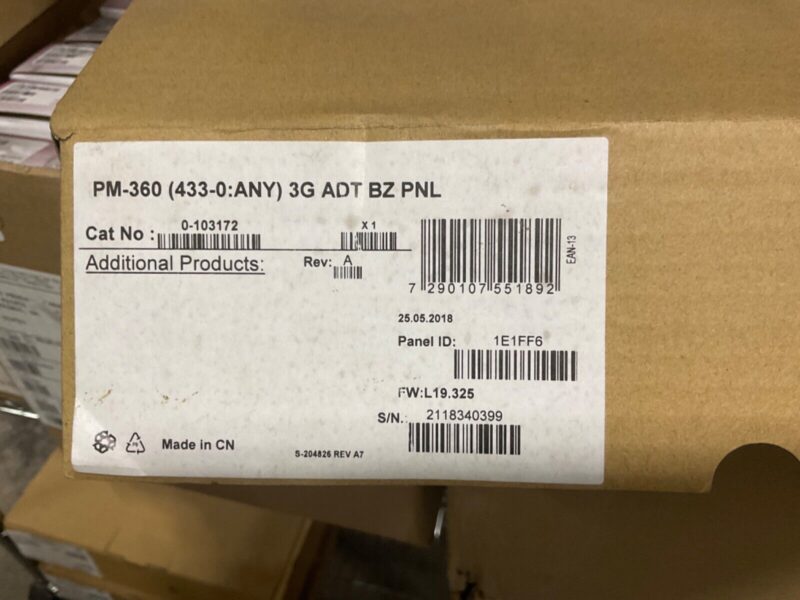 PM-360 (433-0:ANY) 3G ADT BZ PNL
Cat No : 0-103172 X 1
Additional Products: Rev: A
EAN-13
7 290107 551892
25.05.2018
Panel ID: 1E1FF6
FW:L19.325
S/N.: 2118340399
Made in CN
S-204826 REV A7